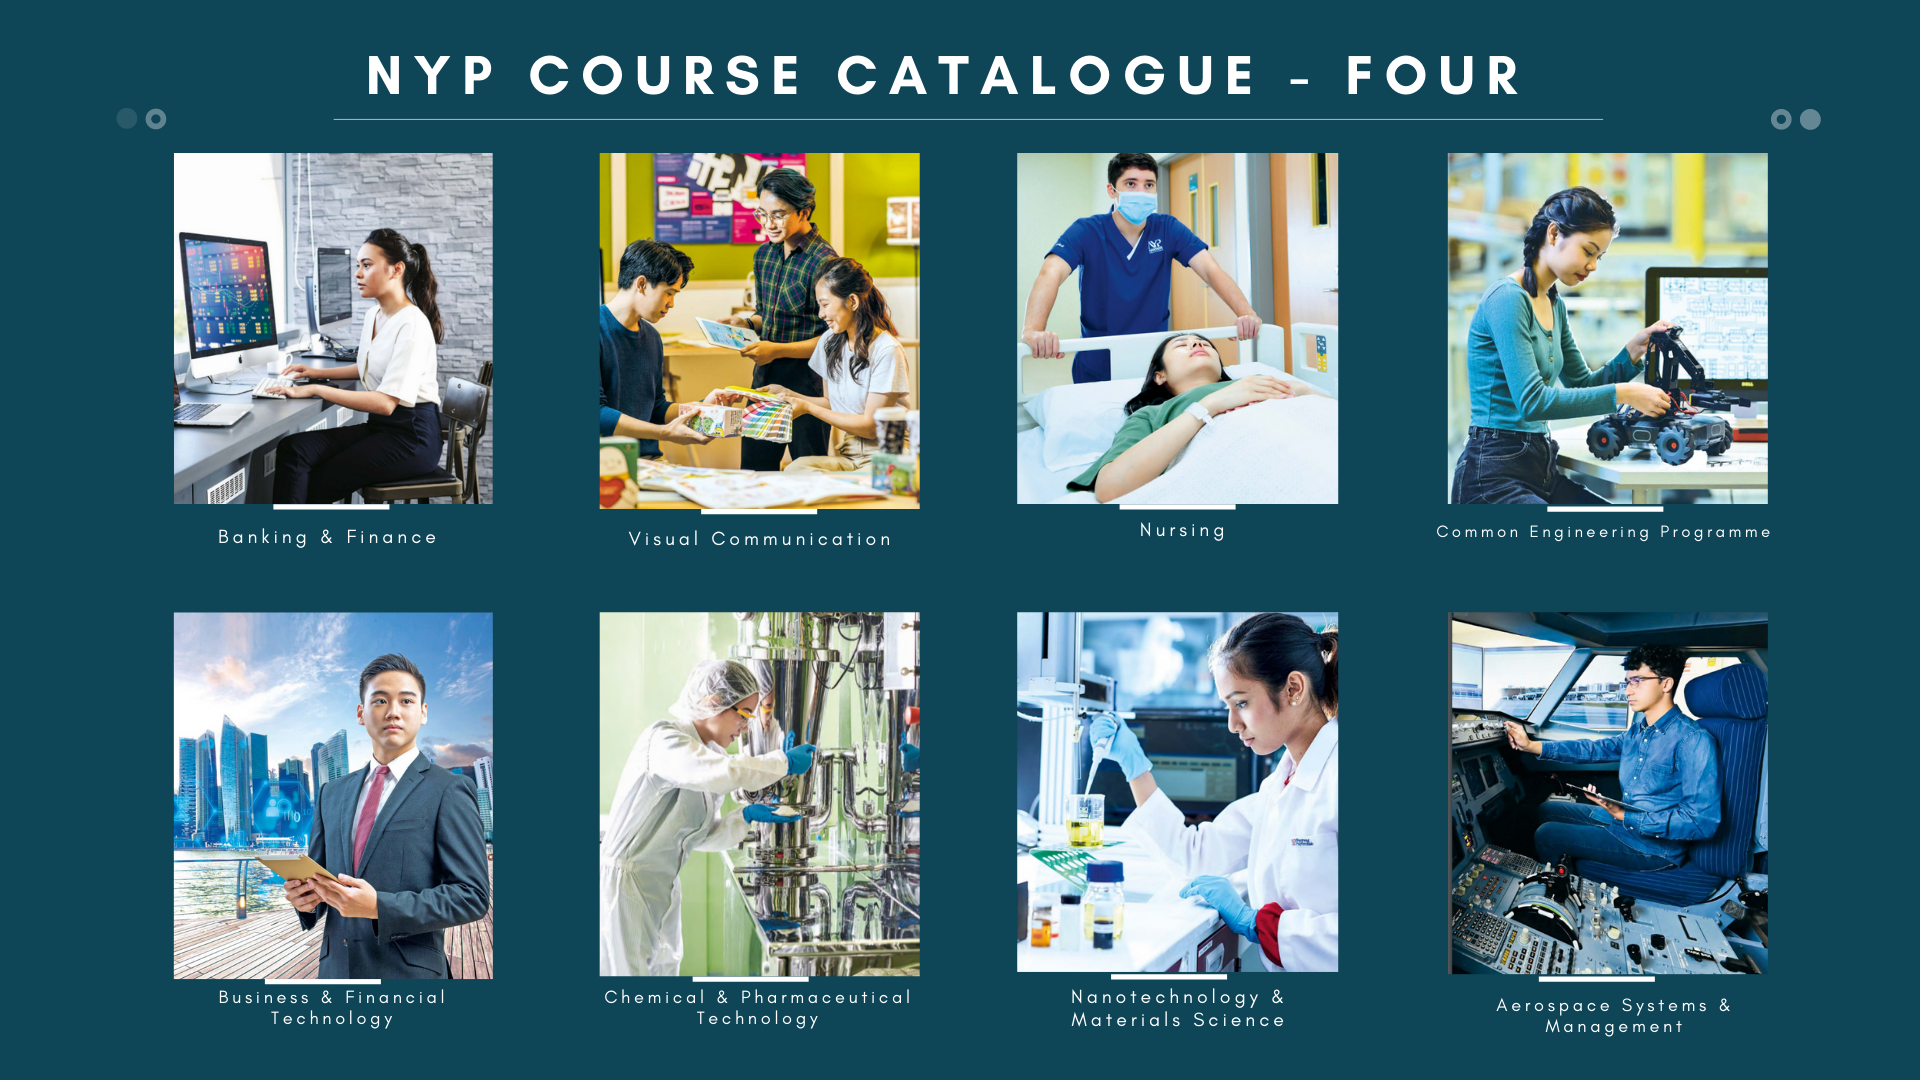 NYP COURSE CATALOGUE - FOUR
Banking & Finance
Visual Communication
Nursing
Common Engineering Programme
Business & Financial
Technology
Chemical & Pharmaceutical
Technology
Nanotechnology &
Materials Science
Aerospace Systems &
Management